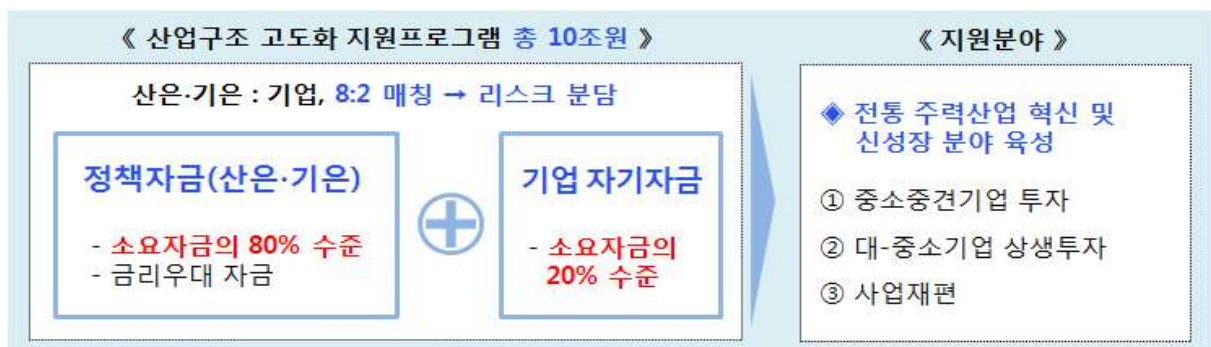 《 산업구조 고도화 지원프로그램 총 10조원 》
산은·기은 : 기업, 8:2 매칭 → 리스크 분담
정책자금(산은·기은)
- 소요자금의 80% 수준
- 금리우대 자금
기업 자기자금
- 소요자금의
20% 수준
《 지원분야 》
◈ 전통 주력산업 혁신 및
신성장 분야 육성
① 중소중견기업 투자
② 대-중소기업 상생투자
③ 사업재편